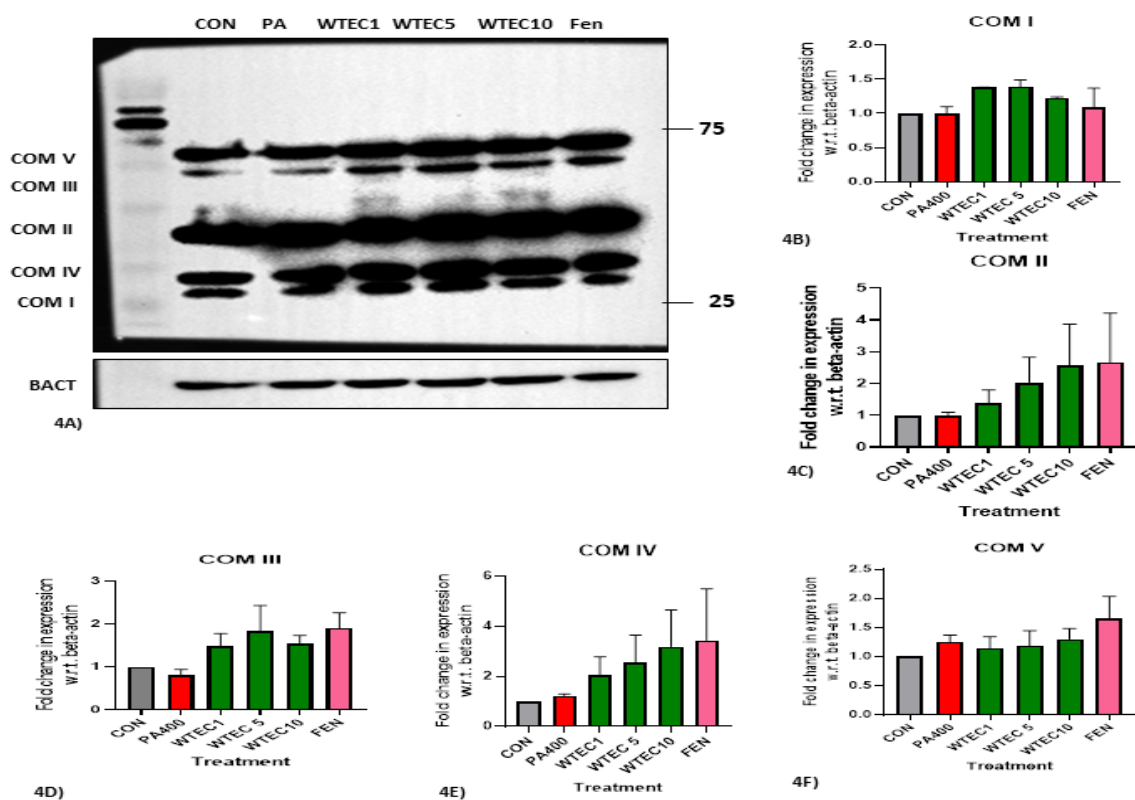 CON PA WTEC1 WTEC5 WTEC10 Fen
75
COM V
COM III
COM II
COM IV
COM I
25
BACT
4A)
COM I
Fold change in expression
w.r.t. beta-actin
2.0
1.5
1.0
0.5
0.0
CON
PA400
WTEC1
WTEC 5
WTEC10
FEN
Treatment
4B)
COM II
Fold change in expression
w.r.t. beta-actin
5
4
3
2
1
0
CON
PA400
WTEC1
WTEC 5
WTEC10
FEN
Treatment
4C)
COM III
Fold change in expression
w.r.t. beta-actin
3
2
1
0
CON
PA400
WTEC1
WTEC 5
WTEC10
FEN
Treatment
4D)
COM IV
Fold change in expression
w.r.t. beta-actin
6
4
2
0
CON
PA400
WTEC1
WTEC 5
WTEC10
FEN
Treatment
4E)
COM V
Fold change in expression
w.r.t. beta-actin
2.5
2.0
1.5
1.0
0.5
0.0
CON
PA400
WTEC1
WTEC 5
WTEC10
FEN
Treatment
4F)